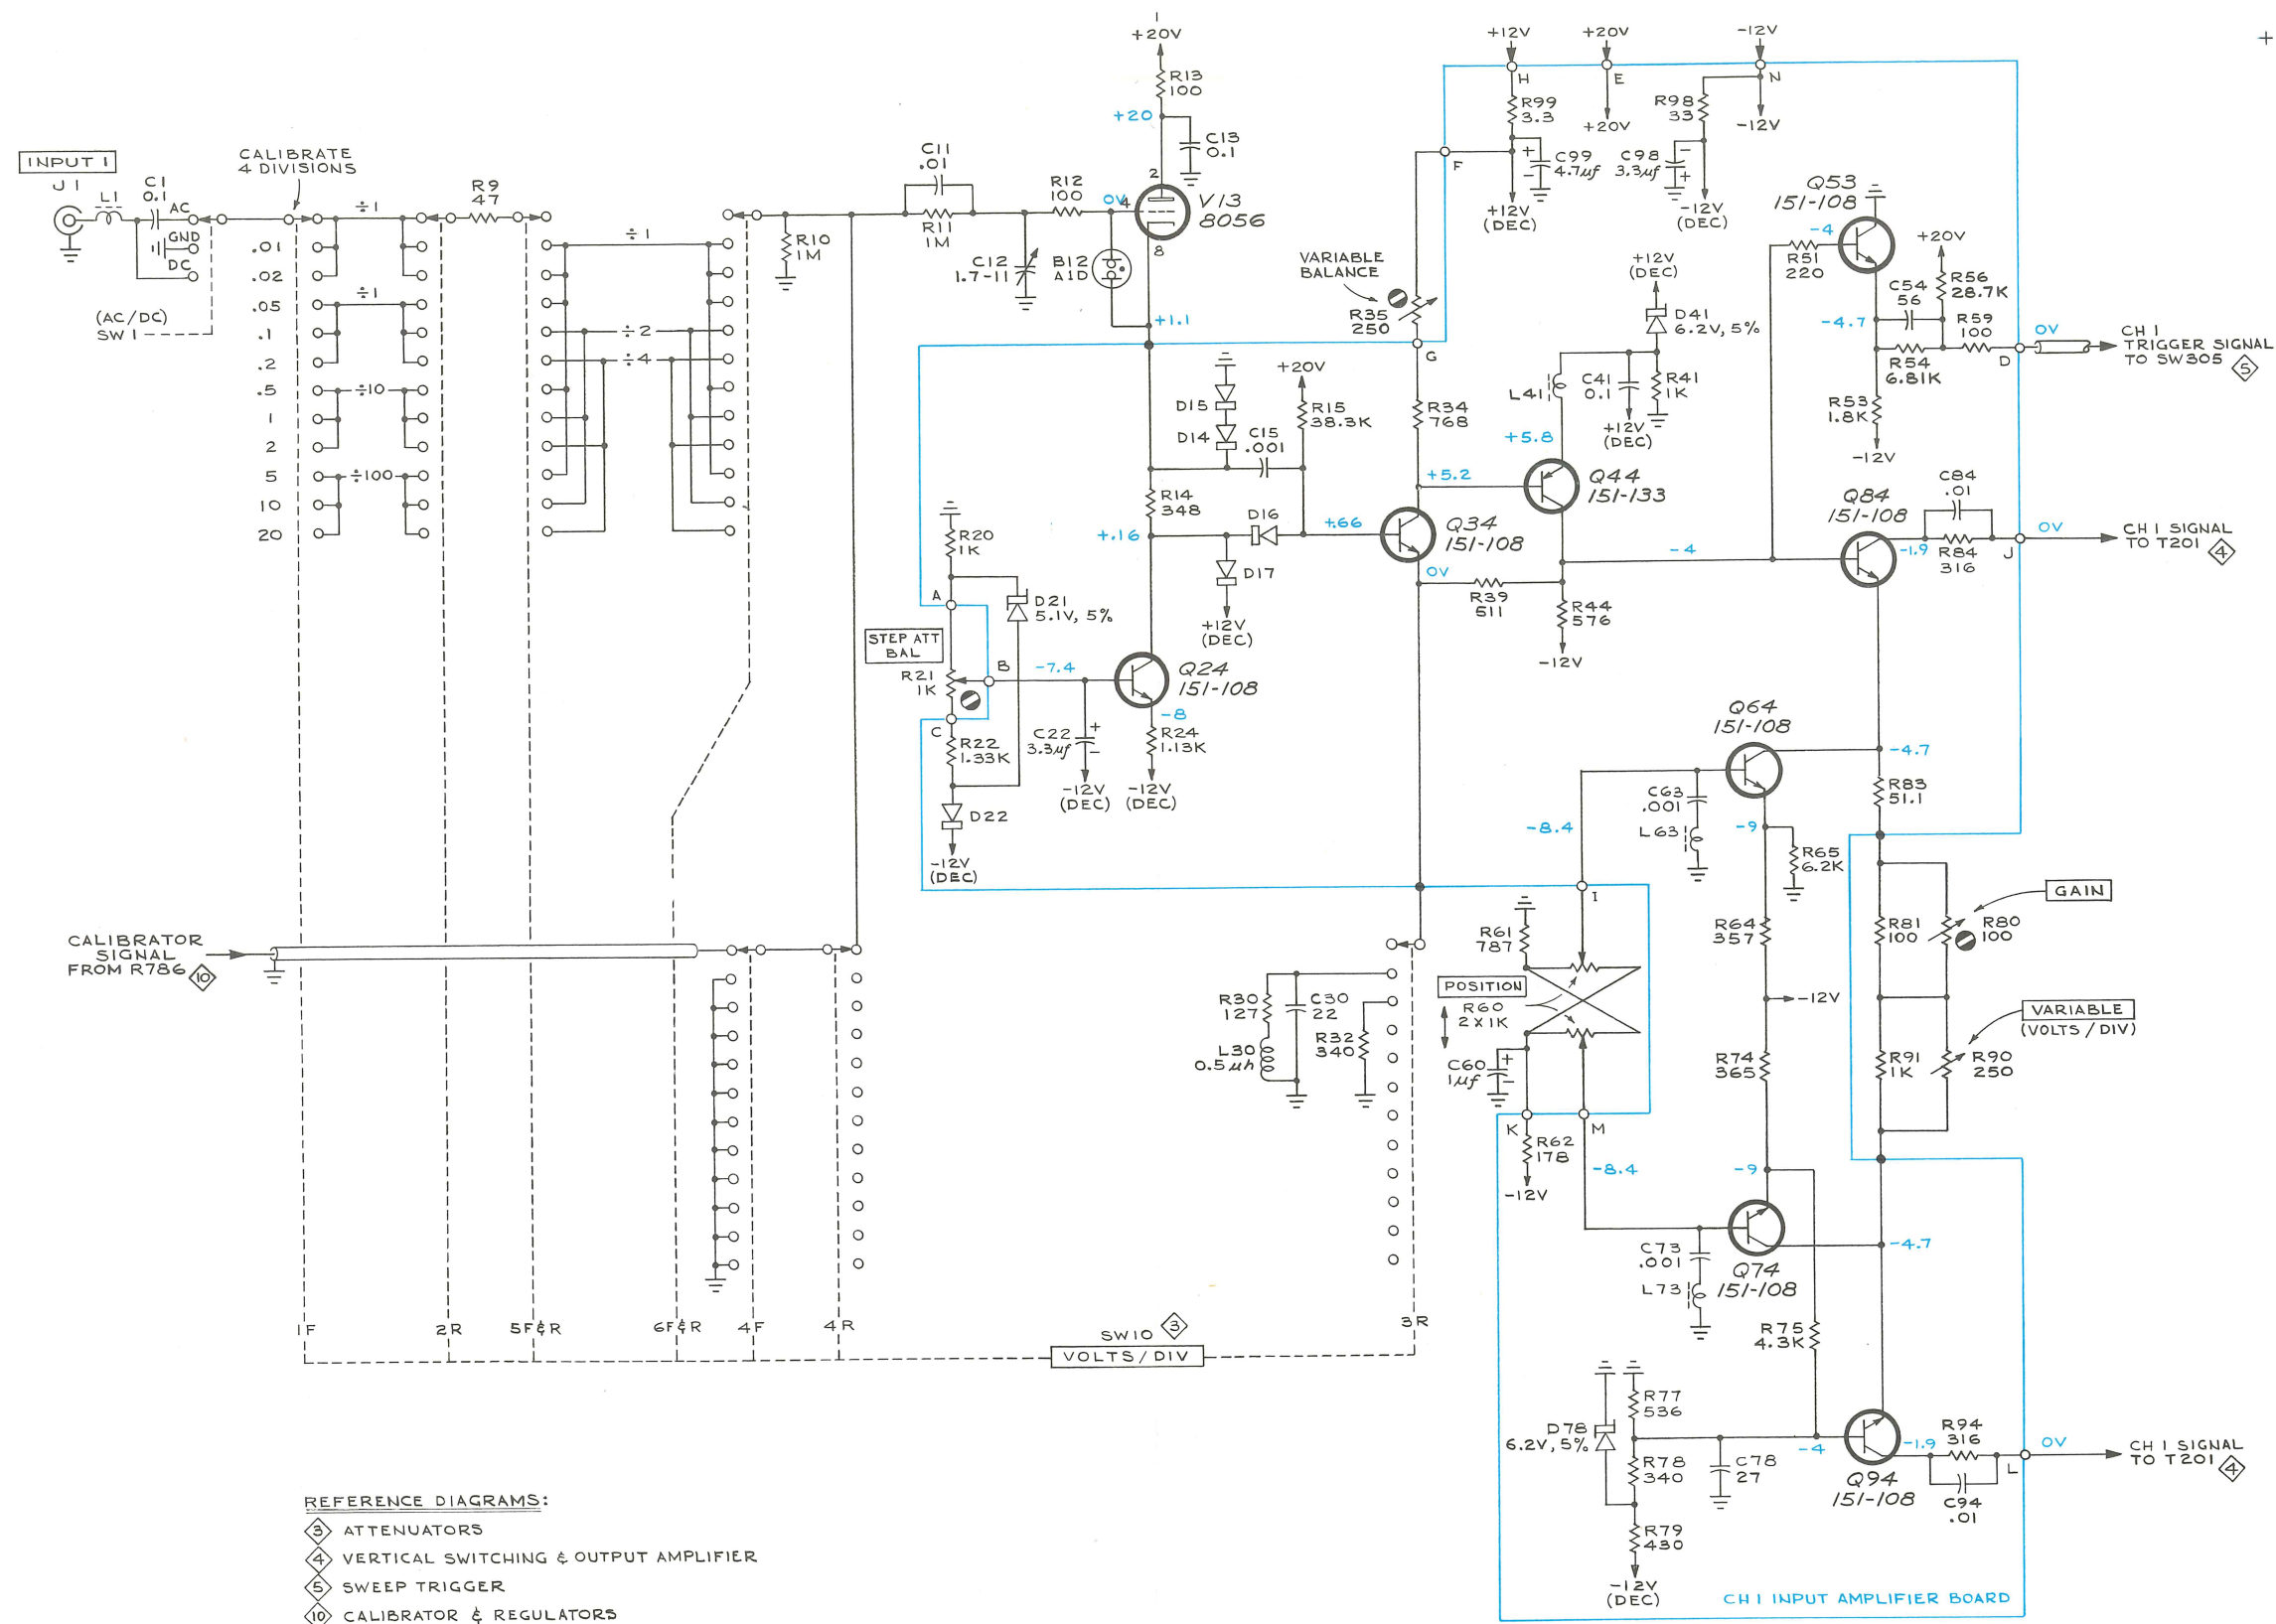 +20V
1
R13
100
+20
C13
0.1
2
+12V
+20V
-12V
H
E
N
R99
3.3
+20V
R98
33
-12V
F
+
-
C99
4.7µf
C98
3.3µf
-
+
+12V
(DEC)
-12V
(DEC)
INPUT 1
J1
L1
C1
0.1
AC
GND
DC
(AC/DC)
SW1
CALIBRATE
4 DIVISIONS
÷1
.01
.02
.05
÷1
.1
.2
.5
÷10
1
2
5
÷100
10
20
R9
47
÷1
÷2
÷4
R10
1M
C11
.01
R11
1M
C12
1.7-11
R12
100
0V
4
B12
A1D
V13
8056
8
+1.1
VARIABLE
BALANCE
R35
250
G
R34
768
+5.2
D15
D14
C15
.001
+20V
R15
38.3K
R14
348
+.16
D16
+.66
D17
+12V
(DEC)
Q34
151-108
0V
R39
511
+12V
(DEC)
D41
6.2V, 5%
L41
C41
0.1
R41
1K
+12V
(DEC)
+5.8
Q44
151-133
-4
R44
576
-12V
Q53
151-108
-4
R51
220
+20V
C54
56
R56
28.7K
-4.7
R59
100
R54
6.81K
D
0V
R53
1.8K
-12V
CH 1
TRIGGER SIGNAL
TO SW305
5
Q84
151-108
C84
.01
-1.9
R84
316
J
0V
CH 1 SIGNAL
TO T201
4
R20
1K
A
D21
5.1V, 5%
STEP ATT
BAL
R21
1K
B
-7.4
Q24
151-108
C
R22
1.33K
C22
3.3µf
+
-
-8
R24
1.13K
-12V
(DEC)
-12V
(DEC)
D22
-12V
(DEC)
Q64
151-108
-4.7
C63
.001
L63
-8.4
-9
R65
6.2K
R83
51.1
I
R64
357
-12V
R74
365
R81
100
R80
100
GAIN
VARIABLE
(VOLTS / DIV)
R91
1K
R90
250
R61
787
POSITION
R60
2 X 1K
C60
1µf
+
-
K
M
R62
178
-12V
-8.4
-9
-4.7
C73
.001
L73
Q74
151-108
R75
4.3K
CALIBRATOR
SIGNAL
FROM R786
10
R30
127
C30
22
L30
0.5µh
R32
340
1F
2R
5F&R
6F&R
4F
4R
3R
SW10
3
VOLTS / DIV
R77
536
D78
6.2V, 5%
R78
340
C78
27
R79
430
-12V
(DEC)
-4
-1.9
R94
316
L
0V
C94
.01
Q94
151-108
CH 1 SIGNAL
TO T201
4
CH 1 INPUT AMPLIFIER BOARD
REFERENCE DIAGRAMS:
3 ATTENUATORS
4 VERTICAL SWITCHING & OUTPUT AMPLIFIER
5 SWEEP TRIGGER
10 CALIBRATOR & REGULATORS